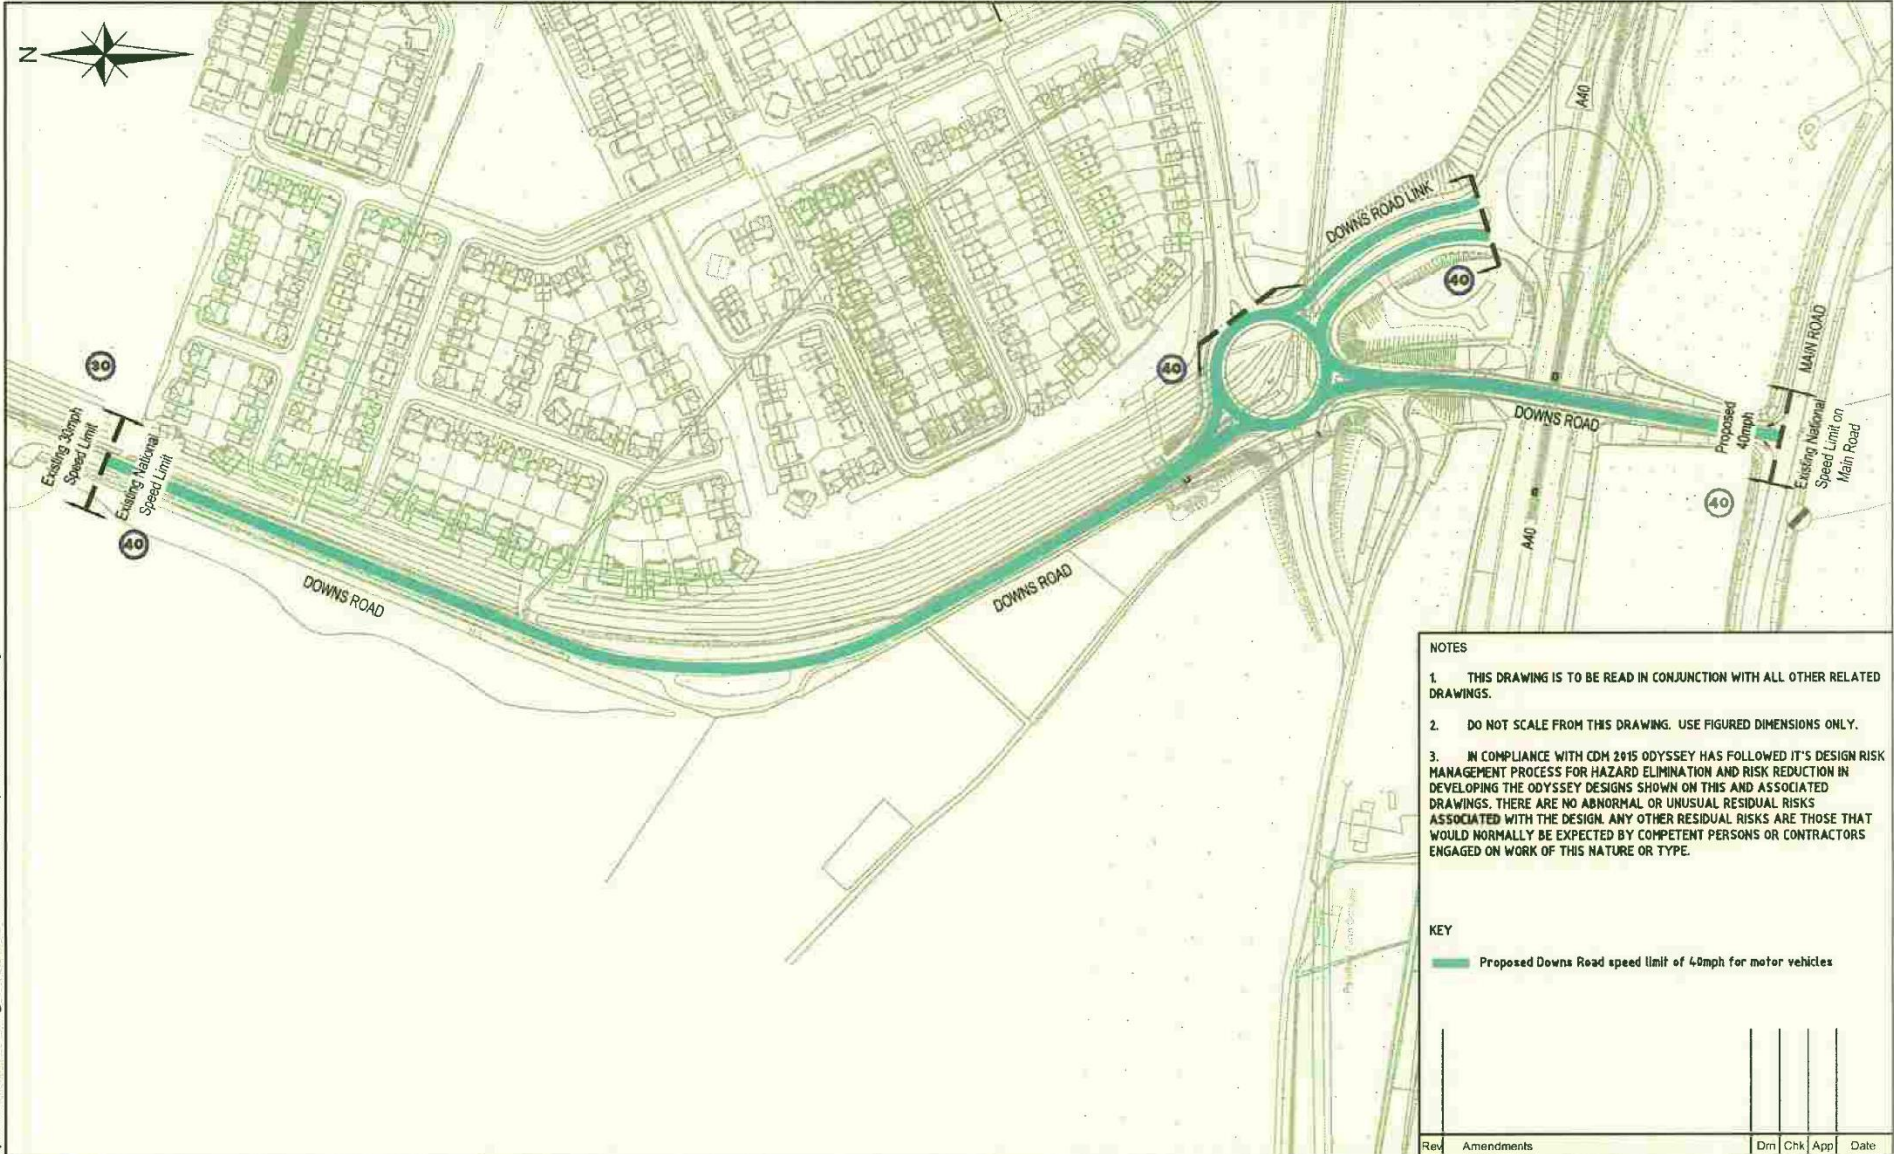 N
A40
DOWNS ROAD LINK
40
MAIN ROAD
30
40
Existing 30mph
Speed Limit
Existing National
Speed Limit
40
DOWNS ROAD
DOWNS ROAD
DOWNS ROAD
Proposed
40mph
Existing National
Speed Limit on
Main Road
40
A40
NOTES
1. THIS DRAWING IS TO BE READ IN CONJUNCTION WITH ALL OTHER RELATED
DRAWINGS.
2. DO NOT SCALE FROM THIS DRAWING. USE FIGURED DIMENSIONS ONLY.
3. IN COMPLIANCE WITH CDM 2015 ODYSSEY HAS FOLLOWED IT'S DESIGN RISK
MANAGEMENT PROCESS FOR HAZARD ELIMINATION AND RISK REDUCTION IN
DEVELOPING THE ODYSSEY DESIGNS SHOWN ON THIS AND ASSOCIATED
DRAWINGS. THERE ARE NO ABNORMAL OR UNUSUAL RESIDUAL RISKS
ASSOCIATED WITH THE DESIGN. ANY OTHER RESIDUAL RISKS ARE THOSE THAT
WOULD NORMALLY BE EXPECTED BY COMPETENT PERSONS OR CONTRACTORS
ENGAGED ON WORK OF THIS NATURE OR TYPE.
KEY
Proposed Downs Road speed limit of 40mph for motor vehicles
Rev Amendments Drn Chk App Date